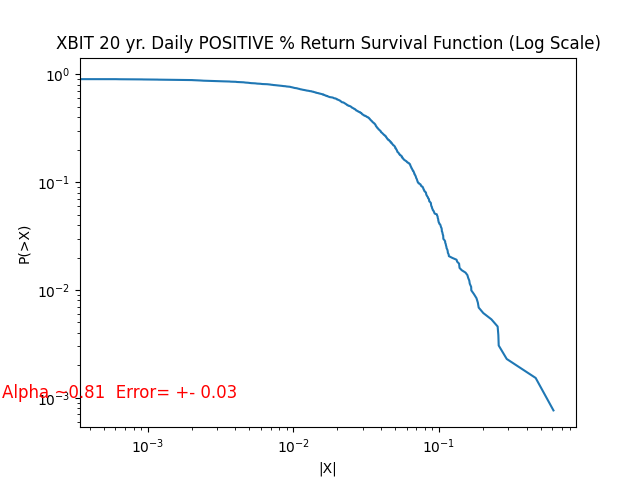 XBIT 20 yr. Daily POSITIVE % Return Survival Function (Log Scale)
10⁰
10⁻¹
10⁻²
10⁻³
P(>X)
Alpha ~0.81  Error= +- 0.03
10⁻³
10⁻²
10⁻¹
|X|